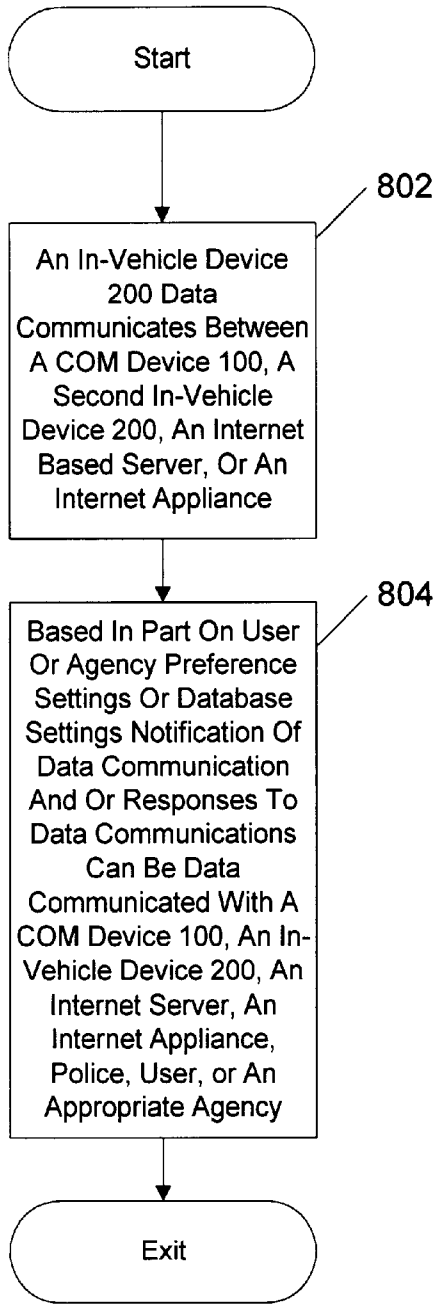 Start
802
An In-Vehicle Device
200 Data
Communicates Between
A COM Device 100, A
Second In-Vehicle
Device 200, An Internet
Based Server, Or An
Internet Appliance
804
Based In Part On User
Or Agency Preference
Settings Or Database
Settings Notification Of
Data Communication
And Or Responses To
Data Communications
Can Be Data
Communicated With A
COM Device 100, An In-
Vehicle Device 200, An
Internet Server, An
Internet Appliance,
Police, User, or An
Appropriate Agency
Exit